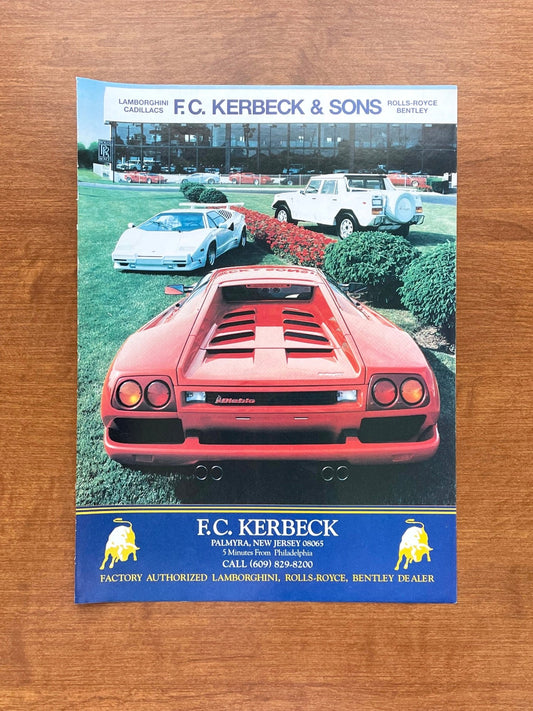 LAMBORGHINI
CADILLACS
F.C. KERBECK & SONS
ROLLS-ROYCE
BENTLEY
Diablo
F.C. KERBECK
PALMYRA, NEW JERSEY 08065
5 Minutes From Philadelphia
CALL (609) 829-8200
FACTORY AUTHORIZED LAMBORGHINI, ROLLS-ROYCE, BENTLEY DEALER